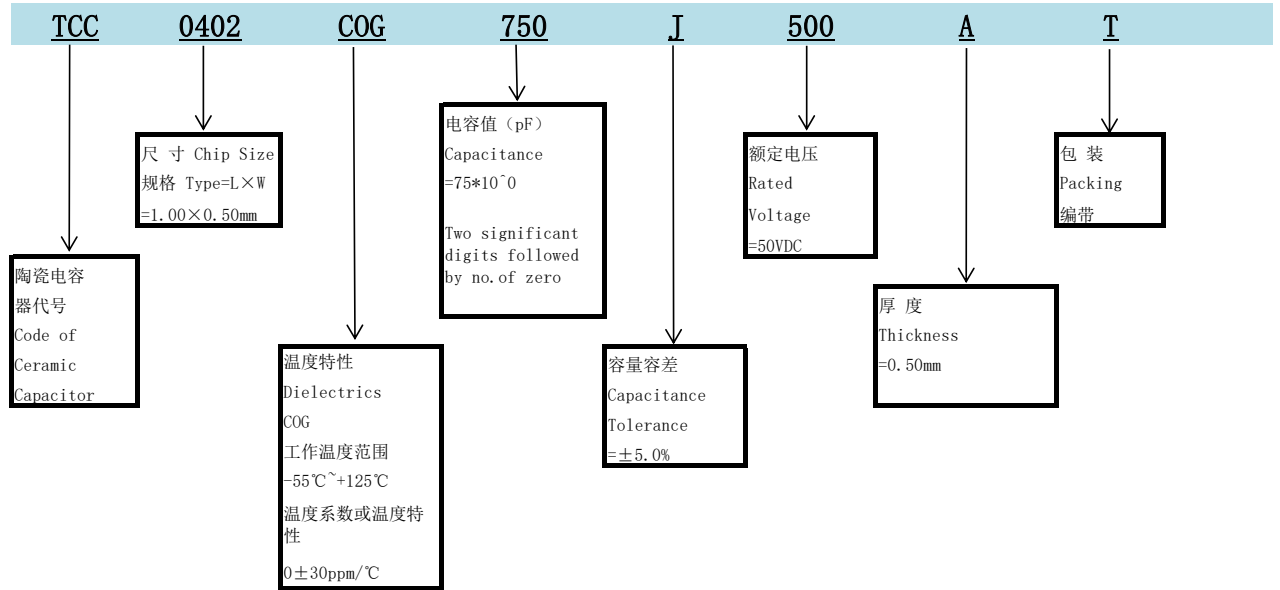 TCC 0402 COG 750 J 500 A T
陶瓷电容
器代号
Code of
Ceramic
Capacitor
尺 寸 Chip Size
规格 Type=L×W
=1.00×0.50mm
温度特性
Dielectrics
COG
工作温度范围
-55℃~+125℃
温度系数或温度特
性
0±30ppm/℃
电容值（pF）
Capacitance
=75*10^0
Two significant
digits followed
by no.of zero
容量容差
Capacitance
Tolerance
=±5.0%
额定电压
Rated
Voltage
=50VDC
厚 度
Thickness
=0.50mm
包 装
Packing
编带